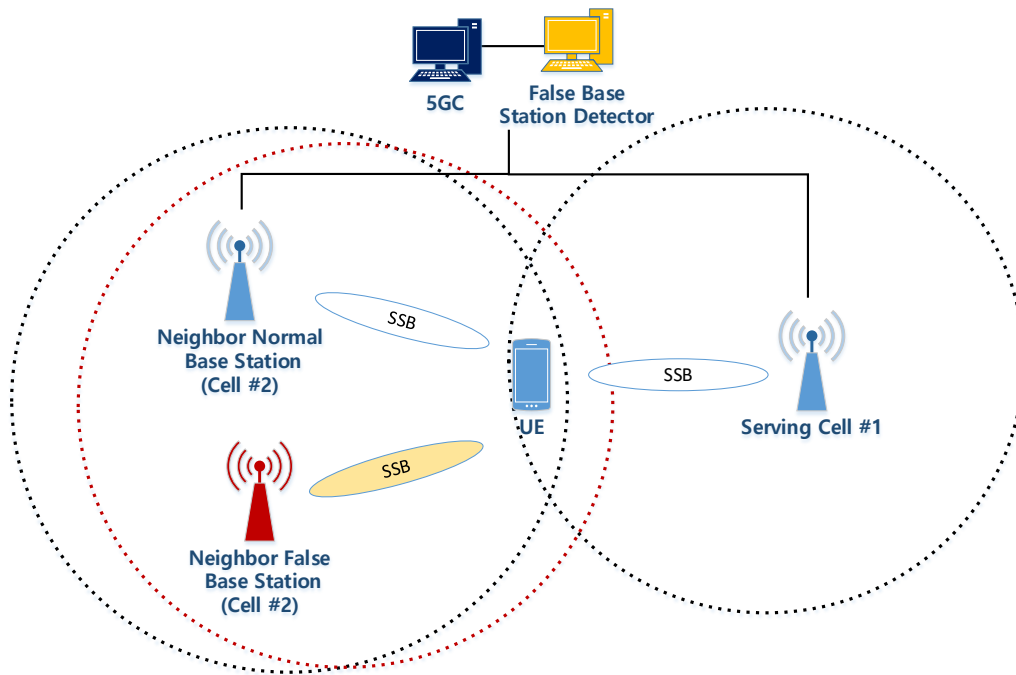 5GC
False Base
Station Detector
SSB
Neighbor Normal
Base Station
(Cell #2)
SSB
UE
Serving Cell #1
SSB
Neighbor False
Base Station
(Cell #2)